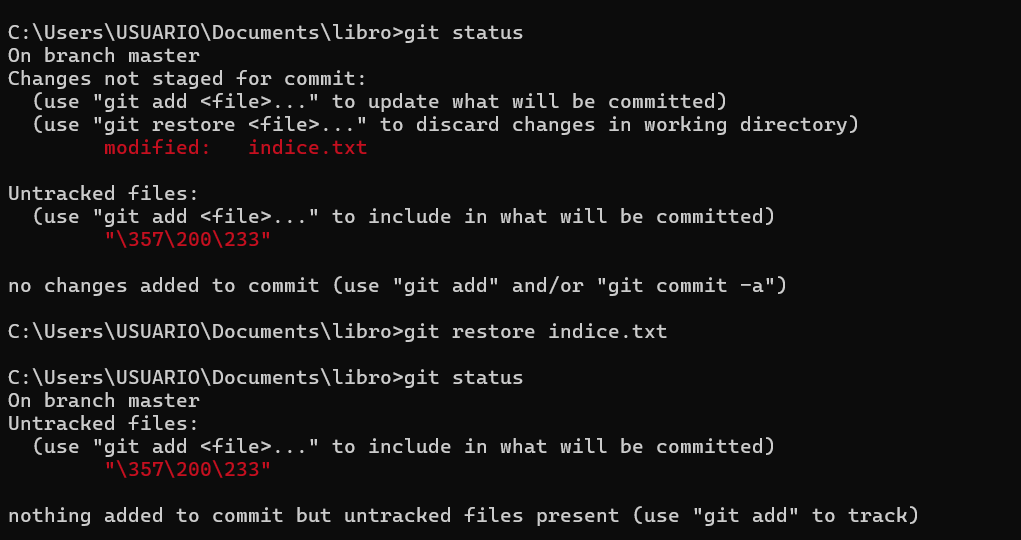 C:\Users\USUARIO\Documents\libro>git status
On branch master
Changes not staged for commit:
  (use "git add <file>..." to update what will be committed)
  (use "git restore <file>..." to discard changes in working directory)
        modified:   indice.txt

Untracked files:
  (use "git add <file>..." to include in what will be committed)
        "\357\200\233"

no changes added to commit (use "git add" and/or "git commit -a")

C:\Users\USUARIO\Documents\libro>git restore indice.txt

C:\Users\USUARIO\Documents\libro>git status
On branch master
Untracked files:
  (use "git add <file>..." to include in what will be committed)
        "\357\200\233"

nothing added to commit but untracked files present (use "git add" to track)